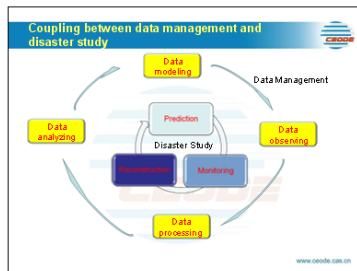 Coupling between data management and
disaster study
CEODE
Data
modeling
Data Management
Prediction
Data
analyzing
Data
observing
Disaster Study
Reconstruction
Monitoring
Data
processing
www.ceode.cas.cn